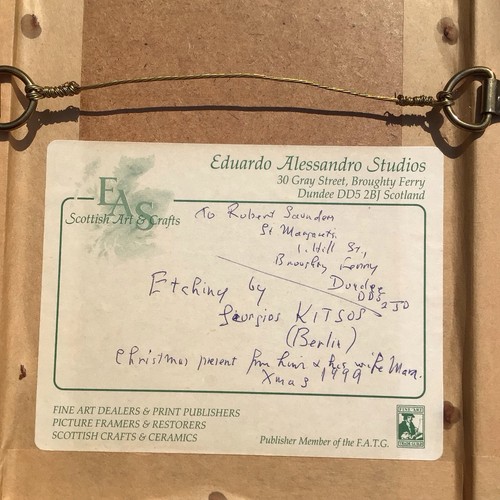 Eduardo Alessandro Studios
30 Gray Street, Broughty Ferry
Dundee DD5 2BJ Scotland
EAS
Scottish Art & Crafts
To Robert Saunders
St Margarets
1. Hill St,
Broughty Ferry
Dundee
DD5 2JD
Etching by
Georgios KITSOS
(Berlin)
Christmas present from him & his wife Mara.
Xmas 1999
FINE ART DEALERS & PRINT PUBLISHERS
PICTURE FRAMERS & RESTORERS
SCOTTISH CRAFTS & CERAMICS
Publisher Member of the F.A.T.G.
FINE ART